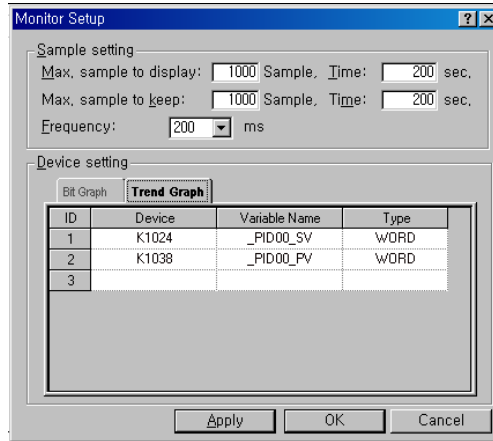 Monitor Setup
Sample setting
Max. sample to display: 1000 Sample, Time: 200 sec,
Max. sample to keep: 1000 Sample, Time: 200 sec,
Frequency: 200 ms
Device setting
Bit Graph Trend Graph
ID Device Variable Name Type
1 K1024 _PID00_SV WORD
2 K1038 _PID00_PV WORD
3
Apply OK Cancel